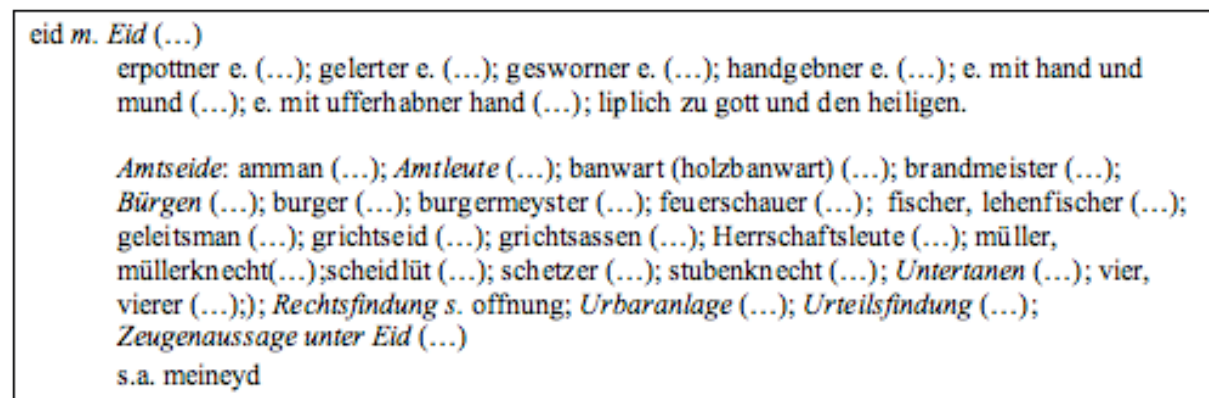 eid m. Eid (…)
erpottner e. (…); gelerter e. (…); gesworner e. (…); handgebner e. (…); e. mit hand und
mund (…); e. mit ufferhabner hand (…); liplich zu gott und den heiligen.
Amtseide: amman (…); Amtleute (…); banwart (holzbanwart) (…); brandmeister (…);
Bürgen (…); burger (…); burgermeyster (…); feuerschauer (…); fischer, lehenfischer (…);
geleitsman (…); grichtseid (…); grichtsassen (…); Herrschaftsleute (…); müller,
müllerknecht(…);scheidlüt (…); schetzer (…); stubenknecht (…); Untertanen (…); vier,
vierer (…);); Rechtsfindung s. offnung; Urbaranlage (…); Urteilsfindung (…);
Zeugenaussage unter Eid (…)
s.a. meineyd